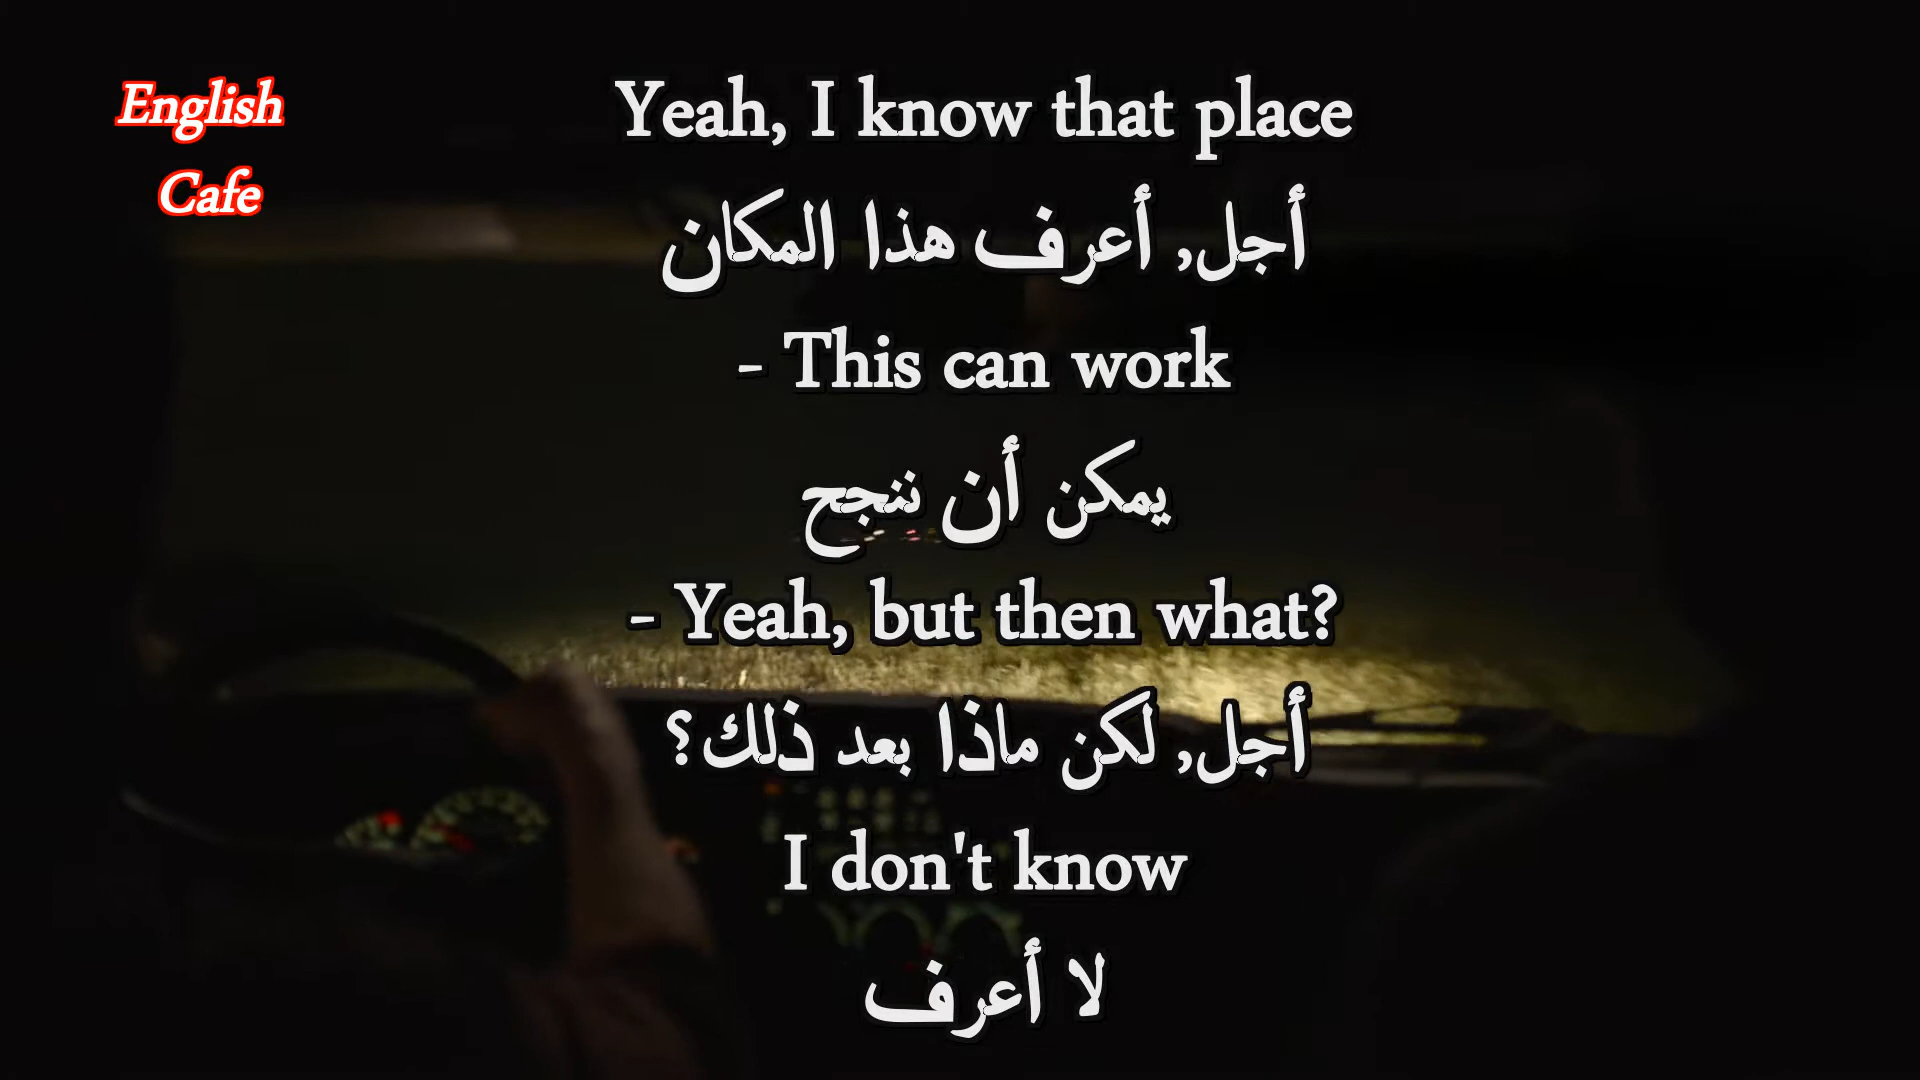 English
Cafe
Yeah, I know that place
أجل, أعرف هذا المكان
- This can work
يمكن أن ننجح
- Yeah, but then what?
أجل, لكن ماذا بعد ذلك؟
I don't know
لا أعرف